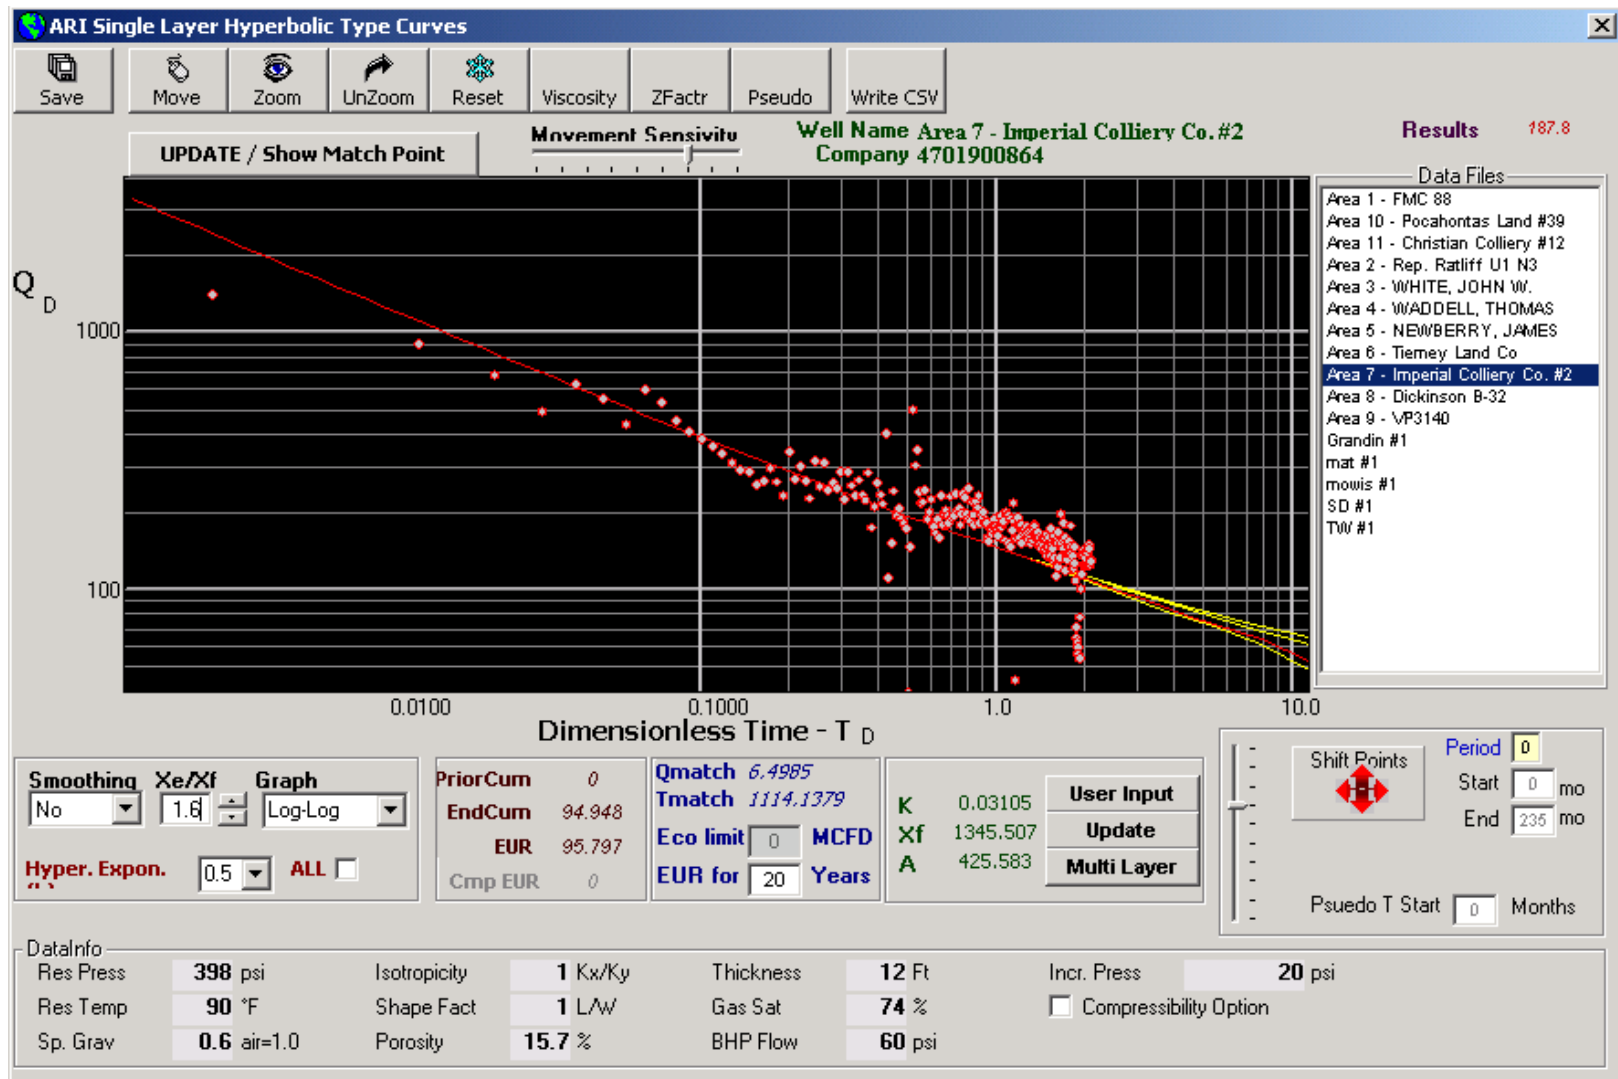 ARI Single Layer Hyperbolic Type Curves
Save Move Zoom UnZoom Reset Viscosity ZFactr Pseudo Write CSV
UPDATE / Show Match Point
Movement Sensivity
Well Name Area 7 - Imperial Colliery Co. #2
Company 4701900864
Results 187.8
Data Files
Area 1 - FMC 88
Area 10 - Pocahontas Land #39
Area 11 - Christian Colliery #12
Area 2 - Rep. Ratliff U1 N3
Area 3 - WHITE, JOHN W.
Area 4 - WADDELL, THOMAS
Area 5 - NEWBERRY, JAMES
Area 6 - Tierney Land Co
Area 7 - Imperial Colliery Co. #2
Area 8 - Dickinson B-32
Area 9 - VP3140
Grandin #1
mat #1
mowis #1
SD #1
TW #1
Q D
1000
100
0.0100 0.1000 1.0 10.0
Dimensionless Time - T D
Smoothing Xe/Xf Graph
No 1.6 Log-Log
Hyper. Expon. 0.5 ALL
PriorCum 0
EndCum 94.948
EUR 95.797
Cmp EUR 0
Qmatch 6.4985
Tmatch 1114.1379
Eco limit 0 MCFD
EUR for 20 Years
K 0.03105
Xf 1345.507
A 425.583
User Input
Update
Multi Layer
Shift Points
Period 0
Start 0 mo
End 235 mo
Psuedo T Start 0 Months
DataInfo
Res Press 398 psi Isotropicity 1 Kx/Ky Thickness 12 Ft Incr. Press 20 psi
Res Temp 90 °F Shape Fact 1 L/W Gas Sat 74 % Compressibility Option
Sp. Grav 0.6 air=1.0 Porosity 15.7 % BHP Flow 60 psi